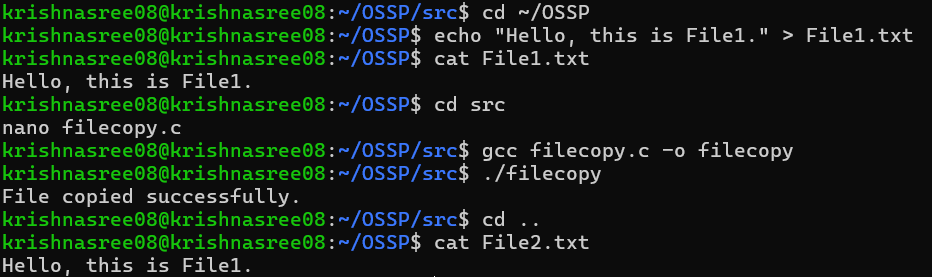 krishnasree08@krishnasree08:~/OSSP/src$ cd ~/OSSP
krishnasree08@krishnasree08:~/OSSP$ echo "Hello, this is File1." > File1.txt
krishnasree08@krishnasree08:~/OSSP$ cat File1.txt
Hello, this is File1.
krishnasree08@krishnasree08:~/OSSP$ cd src
nano filecopy.c
krishnasree08@krishnasree08:~/OSSP/src$ gcc filecopy.c -o filecopy
krishnasree08@krishnasree08:~/OSSP/src$ ./filecopy
File copied successfully.
krishnasree08@krishnasree08:~/OSSP/src$ cd ..
krishnasree08@krishnasree08:~/OSSP$ cat File2.txt
Hello, this is File1.